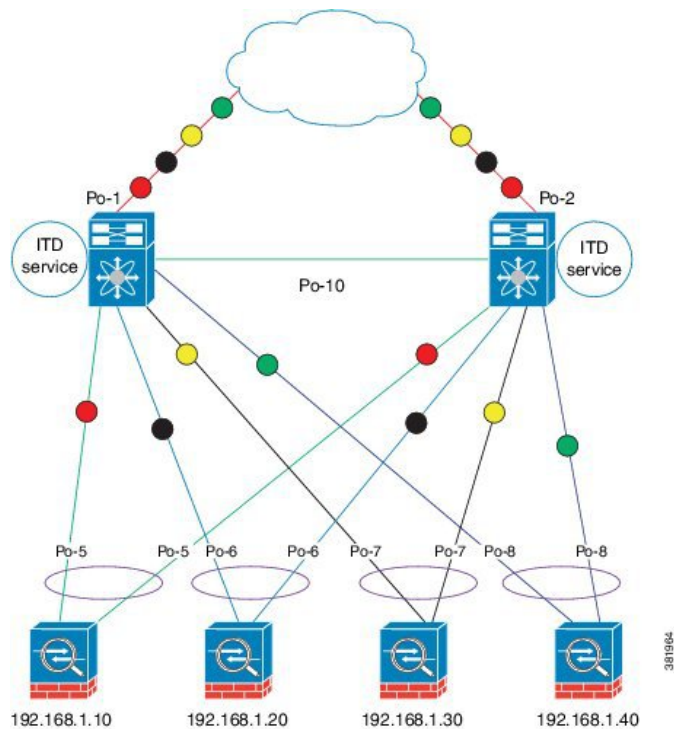 Po-1
Po-2
ITD
service
ITD
service
Po-10
Po-5
Po-5
Po-6
Po-6
Po-7
Po-7
Po-8
Po-8
192.168.1.10
192.168.1.20
192.168.1.30
192.168.1.40
381964